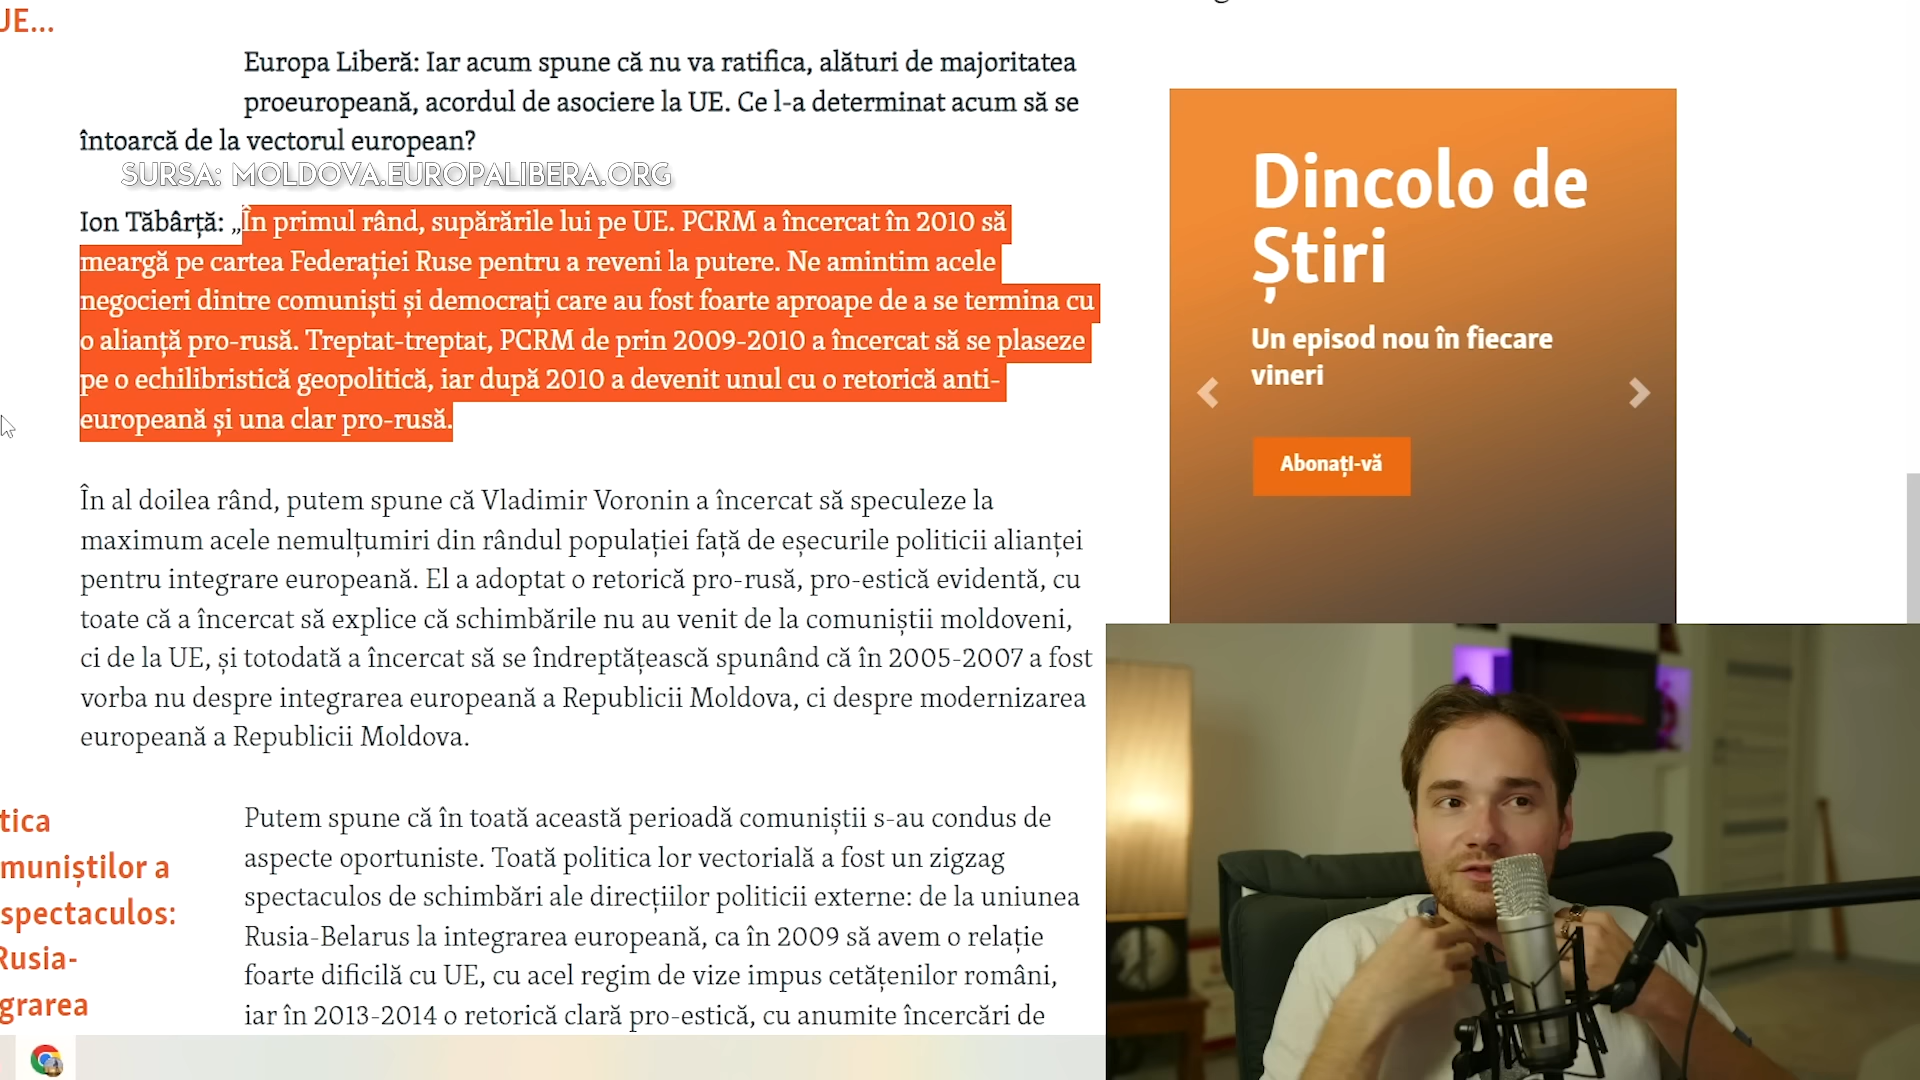 UE...
Europa Liberă: Iar acum spune că nu va ratifica, alături de majoritatea
proeuropeană, acordul de asociere la UE. Ce l-a determinat acum să se
întoarcă de la vectorul european?
SURSA: MOLDOVA.EUROPALIBERA.ORG
Ion Tăbârță: „În primul rând, supărările lui pe UE. PCRM a încercat în 2010 să
meargă pe cartea Federației Ruse pentru a reveni la putere. Ne amintim acele
negocieri dintre comuniști și democrați care au fost foarte aproape de a se termina cu
o alianță pro-rusă. Treptat-treptat, PCRM de prin 2009-2010 a încercat să se plaseze
pe o echilibristică geopolitică, iar după 2010 a devenit unul cu o retorică anti-
europeană și una clar pro-rusă.
În al doilea rând, putem spune că Vladimir Voronin a încercat să speculeze la
maximum acele nemulțumiri din rândul populației față de eșecurile politicii alianței
pentru integrare europeană. El a adoptat o retorică pro-rusă, pro-estică evidentă, cu
toate că a încercat să explice că schimbările nu au venit de la comuniștii moldoveni,
ci de la UE, și totodată a încercat să se îndreptățească spunând că în 2005-2007 a fost
vorba nu despre integrarea europeană a Republicii Moldova, ci despre modernizarea
europeană a Republicii Moldova.
tica
muniștilor a
spectaculos:
Rusia-
grarea
Putem spune că în toată această perioadă comuniștii s-au condus de
aspecte oportuniste. Toată politica lor vectorială a fost un zigzag
spectaculos de schimbări ale direcțiilor politicii externe: de la uniunea
Rusia-Belarus la integrarea europeană, ca în 2009 să avem o relație
foarte dificilă cu UE, cu acel regim de vize impus cetățenilor români,
iar în 2013-2014 o retorică clară pro-estică, cu anumite încercări de
Dincolo de
Știri
Un episod nou în fiecare
vineri
Abonați-vă